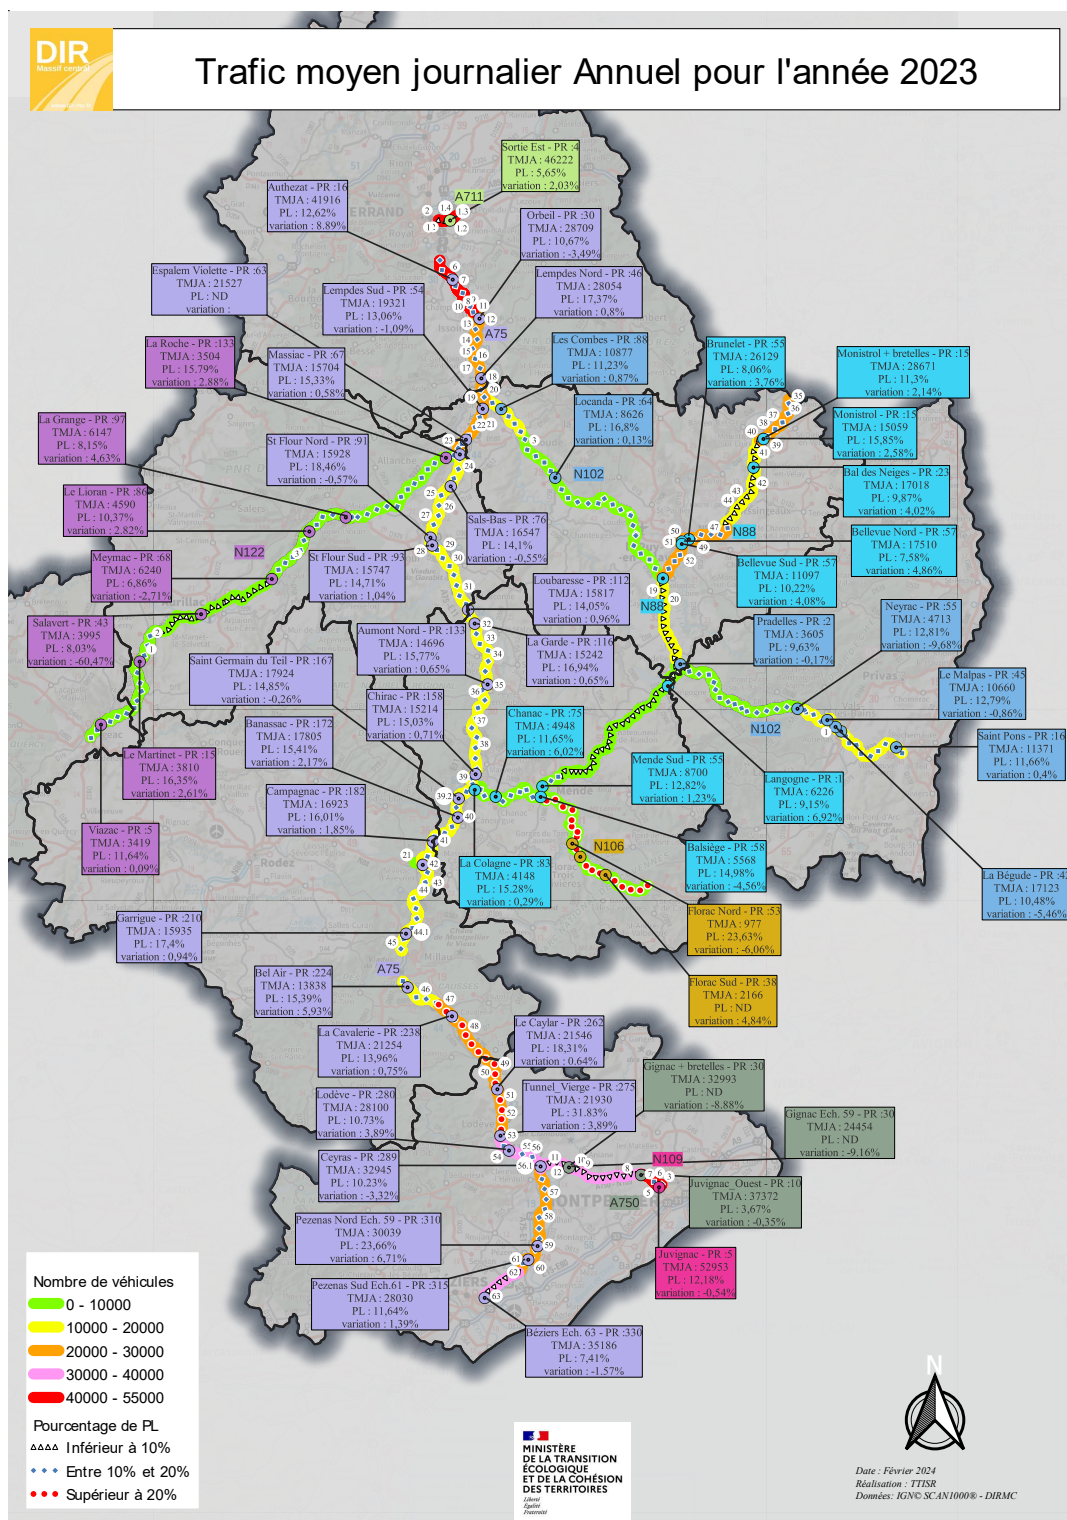 DIR
Massif central
Trafic moyen journalier Annuel pour l'année 2023
Sortie Est - PR :4
TMJA : 46222
PL : 5,65%
variation : 2,03%
A711
Authezat - PR :16
TMJA : 41916
PL : 12,62%
variation : 8.89%
Orbeil - PR :30
TMJA : 28709
PL : 10,67%
variation : -3,49%
Espalem Violette - PR :63
TMJA : 21527
PL : ND
variation :
Lempdes Sud - PR :54
TMJA : 19321
PL : 13,06%
variation : -1,09%
Lempdes Nord - PR :46
TMJA : 28054
PL : 17,37%
variation : 0,8%
A75
La Roche - PR :133
TMJA : 3504
PL : 15.79%
variation : 2.88%
Massiac - PR :67
TMJA : 15704
PL : 15,33%
variation : 0,58%
Les Combes - PR :88
TMJA : 10877
PL : 11,23%
variation : 0,87%
Brunelet - PR :55
TMJA : 26129
PL : 8,06%
variation : 3,76%
Monistrol + bretelles - PR :15
TMJA : 28671
PL : 11,3%
variation : 2,14%
Locanda - PR :64
TMJA : 8626
PL : 16,8%
variation : 0,13%
Monistrol - PR :15
TMJA : 15059
PL : 15,85%
variation : 2,58%
La Grange - PR :97
TMJA : 6147
PL : 8,15%
variation : 4,63%
St Flour Nord - PR :91
TMJA : 15928
PL : 18,46%
variation : -0,57%
Bal des Neiges - PR :23
TMJA : 17018
PL : 9,87%
variation : 4,02%
N102
Le Lioran - PR :86
TMJA : 4590
PL : 10,37%
variation : 2.82%
Sals-Bas - PR :76
TMJA : 16547
PL : 14,1%
variation : -0,55%
N88
Bellevue Nord - PR :57
TMJA : 17510
PL : 7,58%
variation : 4,86%
N122
Meymac - PR :68
TMJA : 6240
PL : 6,86%
variation : -2,71%
St Flour Sud - PR :93
TMJA : 15747
PL : 14,71%
variation : 1,04%
Bellevue Sud - PR :57
TMJA : 11097
PL : 10,22%
variation : 4,08%
Loubaresse - PR :112
TMJA : 15817
PL : 14,05%
variation : 0,96%
N88
Neyrac - PR :55
TMJA : 4713
PL : 12,81%
variation : -9,68%
Salavert - PR :43
TMJA : 3995
PL : 8,03%
variation : -60,47%
Aumont Nord - PR :133
TMJA : 14696
PL : 15,77%
variation : 0,65%
La Garde - PR :116
TMJA : 15242
PL : 16,94%
variation : 0,65%
Pradelles - PR :2
TMJA : 3605
PL : 9,63%
variation : -0,17%
Saint Germain du Teil - PR :167
TMJA : 17924
PL : 14,85%
variation : -0,26%
Le Malpas - PR :45
TMJA : 10660
PL : 12,79%
variation : -0,86%
Chirac - PR :158
TMJA : 15214
PL : 15,03%
variation : 0,71%
Chanac - PR :75
TMJA : 4948
PL : 11,65%
variation : 6,02%
N102
Banassac - PR :172
TMJA : 17805
PL : 15,41%
variation : 2,17%
Saint Pons - PR :16
TMJA : 11371
PL : 11,66%
variation : 0,4%
Le Martinet - PR :15
TMJA : 3810
PL : 16,35%
variation : 2,61%
Mende Sud - PR :55
TMJA : 8700
PL : 12,82%
variation : 1,23%
Langogne - PR :1
TMJA : 6226
PL : 9,15%
variation : 6,92%
Campagnac - PR :182
TMJA : 16923
PL : 16,01%
variation : 1,85%
Viazac - PR :5
TMJA : 3419
PL : 11,64%
variation : 0,09%
N106
La Colagne - PR :83
TMJA : 4148
PL : 15.28%
variation : 0,29%
Balsiège - PR :58
TMJA : 5568
PL : 14,98%
variation : -4,56%
La Bégude - PR :42
TMJA : 17123
PL : 10,48%
variation : -5,46%
Florac Nord - PR :53
TMJA : 977
PL : 23,63%
variation : -6,06%
Garrigue - PR :210
TMJA : 15935
PL : 17,4%
variation : 0,94%
A75
Bel Air - PR :224
TMJA : 13838
PL : 15,39%
variation : 5,93%
Florac Sud - PR :38
TMJA : 2166
PL : ND
variation : 4,84%
La Cavalerie - PR :238
TMJA : 21254
PL : 13,96%
variation : 0,75%
Le Caylar - PR :262
TMJA : 21546
PL : 18,31%
variation : 0.64%
Gignac + bretelles - PR :30
TMJA : 32993
PL : ND
variation : -8.88%
Lodève - PR :280
TMJA : 28100
PL : 10.73%
variation : 3,89%
Tunnel_Vierge - PR :275
TMJA : 21930
PL : 31.83%
variation : 3,89%
Gignac Ech. 59 - PR :30
TMJA : 24454
PL : ND
variation : -9.16%
Ceyras - PR :289
TMJA : 32945
PL : 10.23%
variation : -3,32%
N109
A750
Juvignac_Ouest - PR :10
TMJA : 37372
PL : 3,67%
variation : -0,35%
Pezenas Nord Ech. 59 - PR :310
TMJA : 30039
PL : 23,66%
variation : 6,71%
Juvignac - PR :5
TMJA : 52953
PL : 12,18%
variation : -0,54%
Pezenas Sud Ech.61 - PR :315
TMJA : 28030
PL : 11,64%
variation : 1,39%
Béziers Ech. 63 - PR :330
TMJA : 35186
PL : 7,41%
variation : -1.57%
Nombre de véhicules
0 - 10000
10000 - 20000
20000 - 30000
30000 - 40000
40000 - 55000
Pourcentage de PL
Inférieur à 10%
Entre 10% et 20%
Supérieur à 20%
N
MINISTÈRE
DE LA TRANSITION
ÉCOLOGIQUE
ET DE LA COHÉSION
DES TERRITOIRES
Liberté
Égalité
Fraternité
Date : Février 2024
Réalisation : TTISR
Données: IGN© SCAN1000® - DIRMC